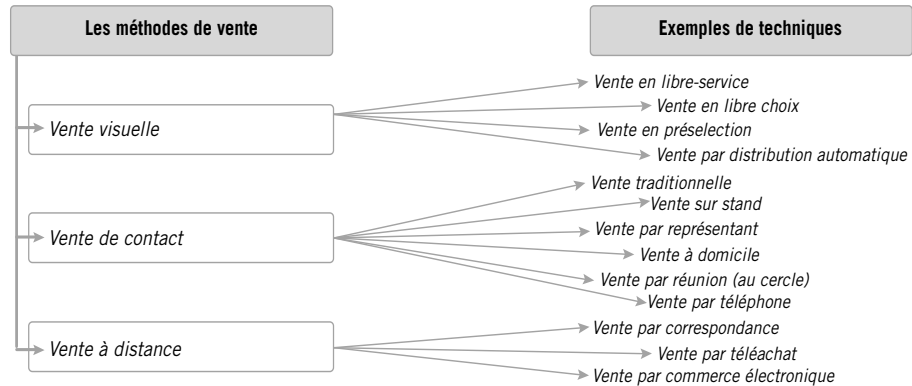 Les méthodes de vente
Exemples de techniques
Vente visuelle
Vente en libre-service
Vente en libre choix
Vente en préselection
Vente par distribution automatique
Vente de contact
Vente traditionnelle
Vente sur stand
Vente par représentant
Vente à domicile
Vente par réunion (au cercle)
Vente par téléphone
Vente à distance
Vente par correspondance
Vente par téléachat
Vente par commerce électronique